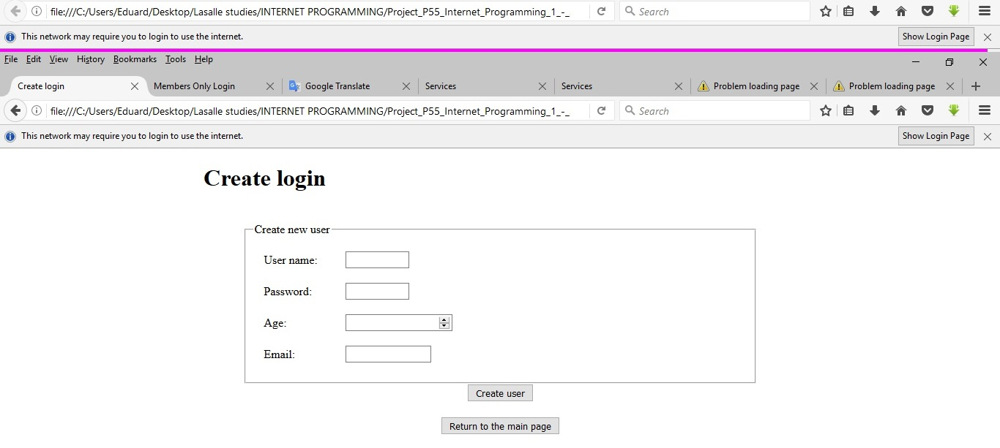 file:///C:/Users/Eduard/Desktop/Lasalle studies/INTERNET PROGRAMMING/Project_P55_Internet_Programming_1_-_ Search
This network may require you to login to use the internet. Show Login Page
File Edit View History Bookmarks Tools Help
Create login Members Only Login Google Translate Services Services Problem loading page Problem loading page
file:///C:/Users/Eduard/Desktop/Lasalle studies/INTERNET PROGRAMMING/Project_P55_Internet_Programming_1_-_ Search
This network may require you to login to use the internet. Show Login Page
Create login
Create new user
User name:
Password:
Age:
Email:
Create user
Return to the main page